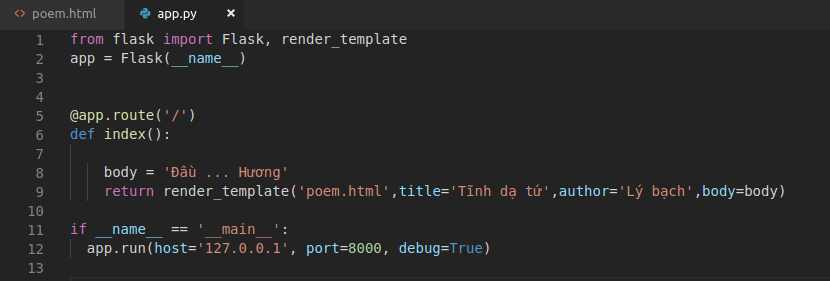 poem.html app.py
1 from flask import Flask, render_template
2 app = Flask(__name__)
3
4
5 @app.route('/')
6 def index():
7
8 body = 'Đầu ... Hương'
9 return render_template('poem.html',title='Tĩnh dạ tứ',author='Lý bạch',body=body)
10
11 if __name__ == '__main__':
12 app.run(host='127.0.0.1', port=8000, debug=True)
13